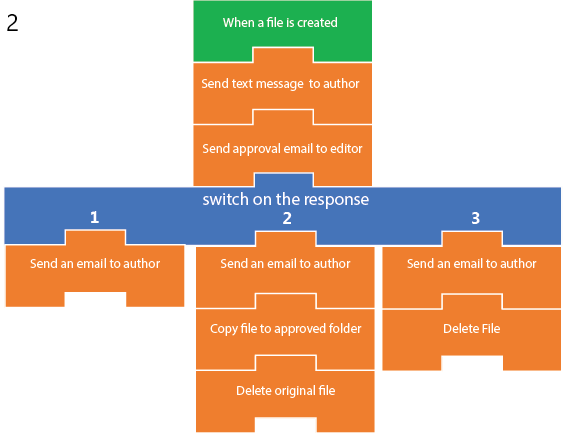 2
When a file is created
Send text message to author
Send approval email to editor
switch on the response
1 2 3
Send an email to author Send an email to author Send an email to author
Copy file to approved folder Delete File
Delete original file